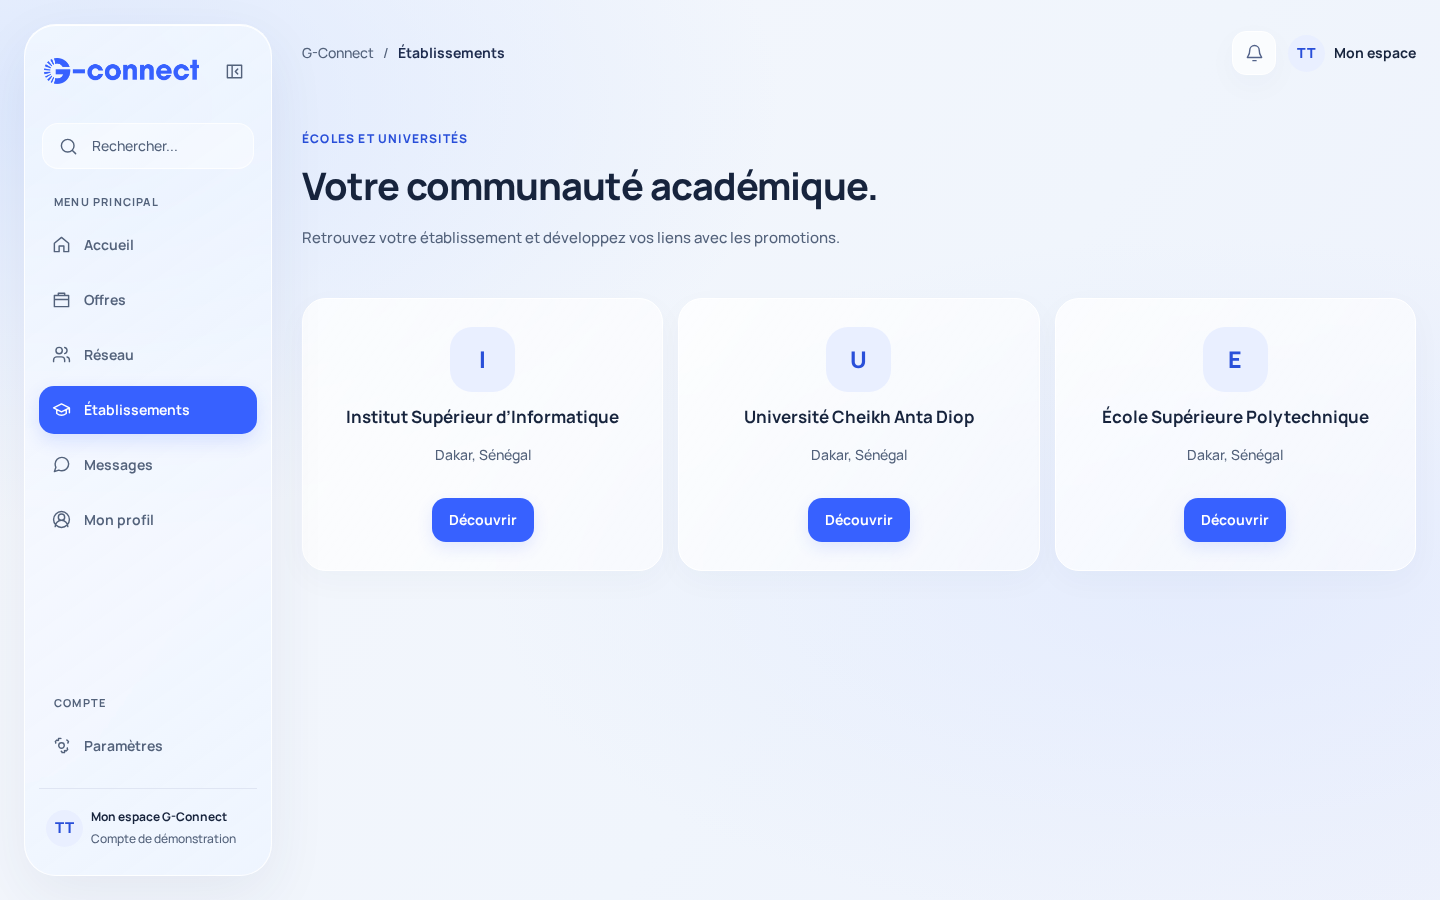 G-connect
Rechercher...
MENU PRINCIPAL
Accueil
Offres
Réseau
Établissements
Messages
Mon profil
COMPTE
Paramètres
TT
Mon espace G-Connect
Compte de démonstration
G-Connect / Établissements
TT Mon espace
ÉCOLES ET UNIVERSITÉS
Votre communauté académique.
Retrouvez votre établissement et développez vos liens avec les promotions.
I
Institut Supérieur d’Informatique
Dakar, Sénégal
Découvrir
U
Université Cheikh Anta Diop
Dakar, Sénégal
Découvrir
E
École Supérieure Polytechnique
Dakar, Sénégal
Découvrir